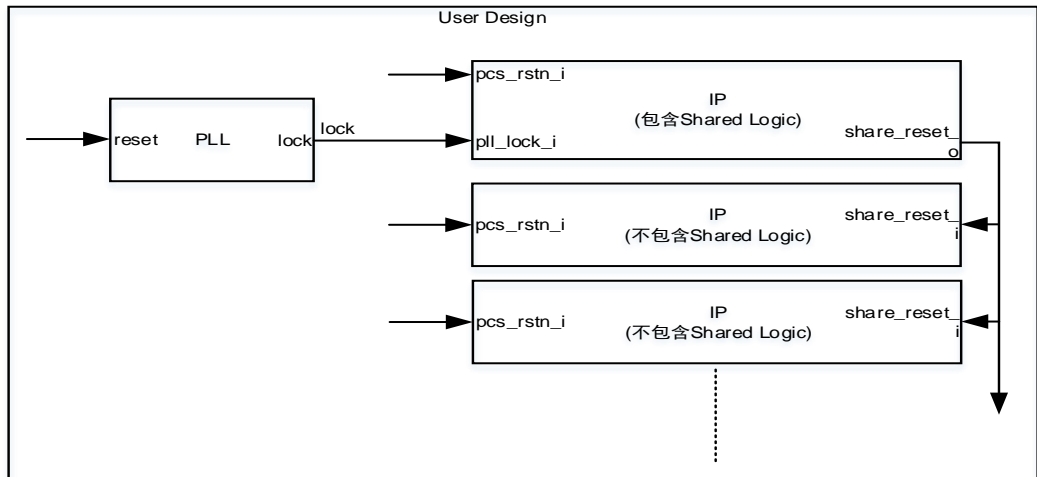 User Design
pcs_rstn_i
IP
(包含Shared Logic)
reset PLL lock
lock
pll_lock_i
share_reset_
o
pcs_rstn_i
IP
(不包含Shared Logic)
share_reset_
i
pcs_rstn_i
IP
(不包含Shared Logic)
share_reset_
i